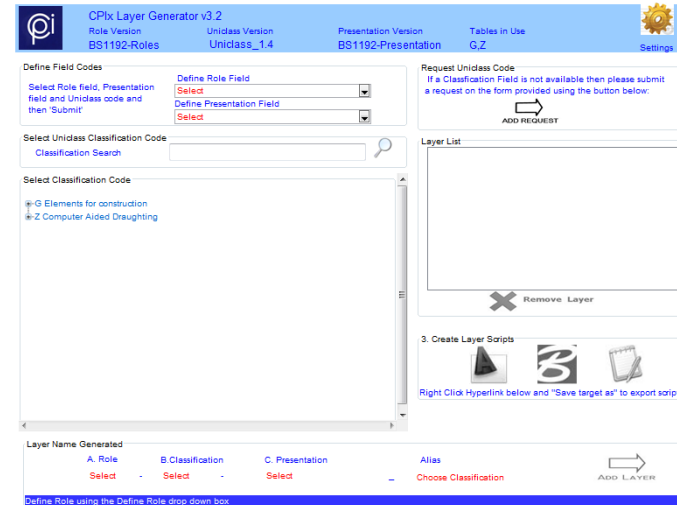 CPIx Layer Generator v3.2
Role Version Uniclass Version Presentation Version Tables in Use
BS1192-Roles Uniclass_1.4 BS1192-Presentation G,Z
Settings
Define Field Codes
Select Role field, Presentation field and Uniclass code and then 'Submit'
Define Role Field
Select
Define Presentation Field
Select
Request Uniclass Code
If a Classfication Field is not available then please submit
a request on the form provided using the button below:
ADD REQUEST
Select Uniclass Classification Code
Classification Search
Layer List
Select Classification Code
G Elements for construction
Z Computer Aided Draughting
Remove Layer
3. Create Layer Scripts
Right Click Hyperlink below and "Save target as" to export scrip
Layer Name Generated
A. Role B.Classification C. Presentation Alias
Select - Select - Select _ Choose Classification
ADD LAYER
Define Role using the Define Role drop down box